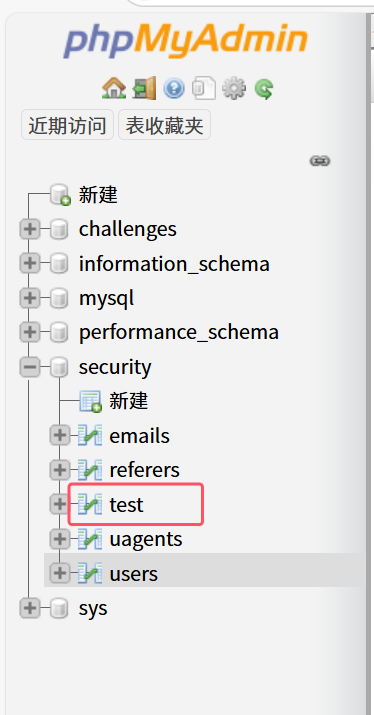 phpMyAdmin
近期访问 表收藏夹
新建
challenges
information_schema
mysql
performance_schema
security
新建
emails
referers
test
uagents
users
sys